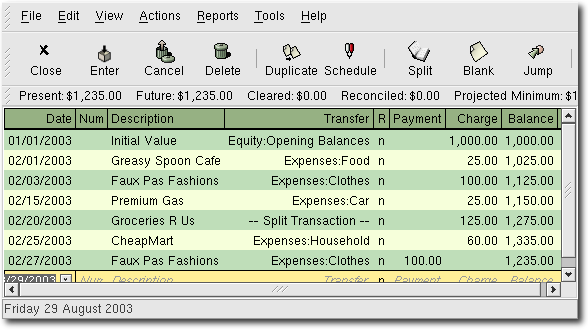 File Edit View Actions Reports Tools Help
Close Enter Cancel Delete Duplicate Schedule Split Blank Jump
Present: $1,235.00 Future: $1,235.00 Cleared: $0.00 Reconciled: $0.00 Projected Minimum: $1
Date Num Description Transfer R Payment Charge Balance
01/01/2003 Initial Value Equity:Opening Balances n 1,000.00 1,000.00
02/01/2003 Greasy Spoon Cafe Expenses:Food n 25.00 1,025.00
02/03/2003 Faux Pas Fashions Expenses:Clothes n 100.00 1,125.00
02/15/2003 Premium Gas Expenses:Car n 25.00 1,150.00
02/20/2003 Groceries R Us -- Split Transaction -- n 125.00 1,275.00
02/25/2003 CheapMart Expenses:Household n 60.00 1,335.00
02/27/2003 Faux Pas Fashions Expenses:Clothes n 100.00 1,235.00
/29/2003 Num Description Transfer n Payment Charge Balance
Friday 29 August 2003